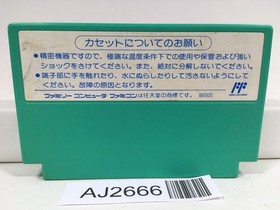 カセットについてのお願い
●精密機器ですので、極端な温度条件下での使用や保管および強い
ショックをさけてください。また、絶対に分解しないでください。
●端子部に手を触れたり、水にぬらしたりして汚さないようにして
ください。故障の原因となります。
ファミリーコンピュータ ファミコンは任天堂の商標です。
FF
AJ2666